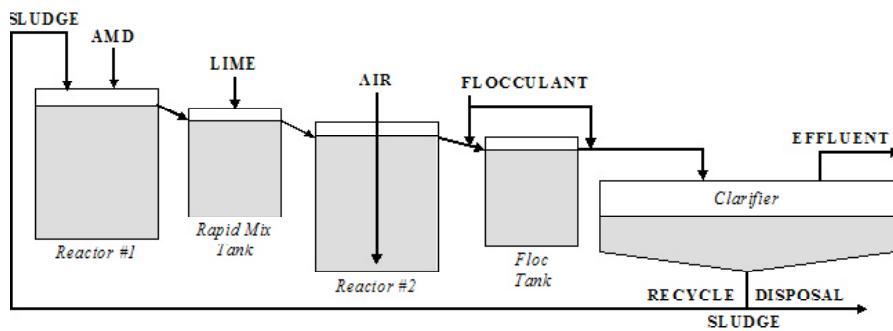 SLUDGE
AMD
LIME
AIR
FLOCCULANT
EFFLUENT
Clarifier
Rapid Mix
Tank
Reactor #1
Reactor #2
Floc
Tank
RECYCLE
DISPOSAL
SLUDGE